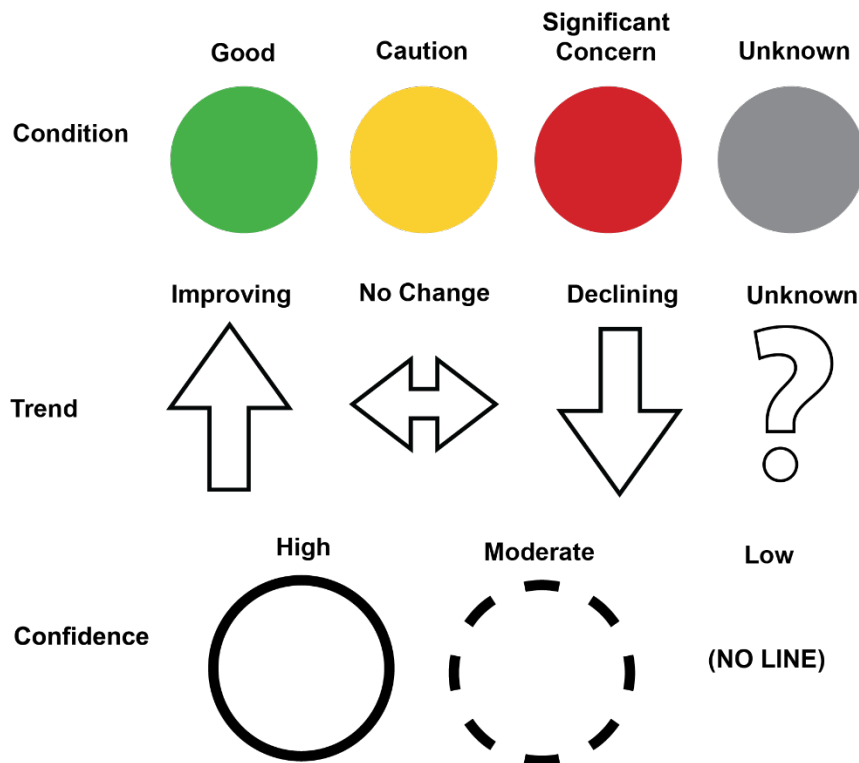 Good
Caution
Significant
Concern
Unknown
Condition
Improving
No Change
Declining
Unknown
Trend
?
High
Moderate
Low
Confidence
(NO LINE)